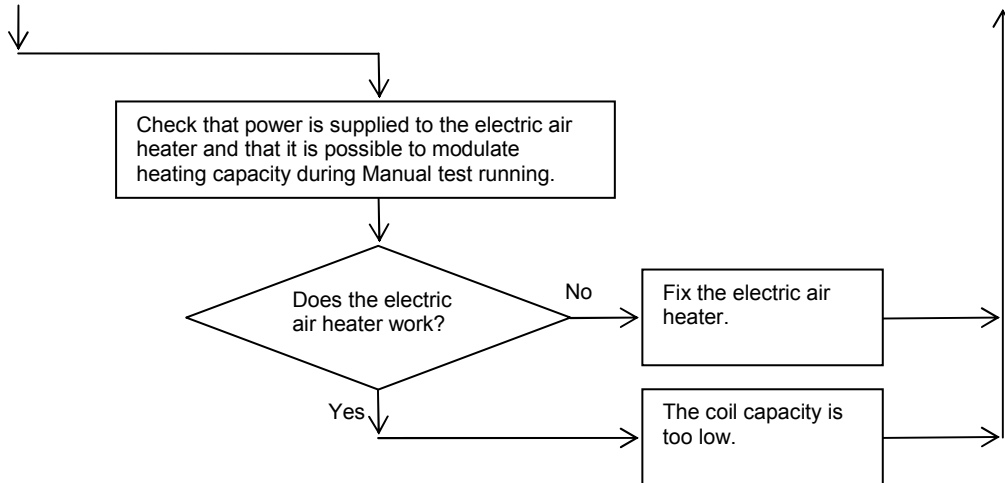 Check that power is supplied to the electric air
heater and that it is possible to modulate
heating capacity during Manual test running.
Does the electric
air heater work?
No
Fix the electric air
heater.
Yes
The coil capacity is
too low.